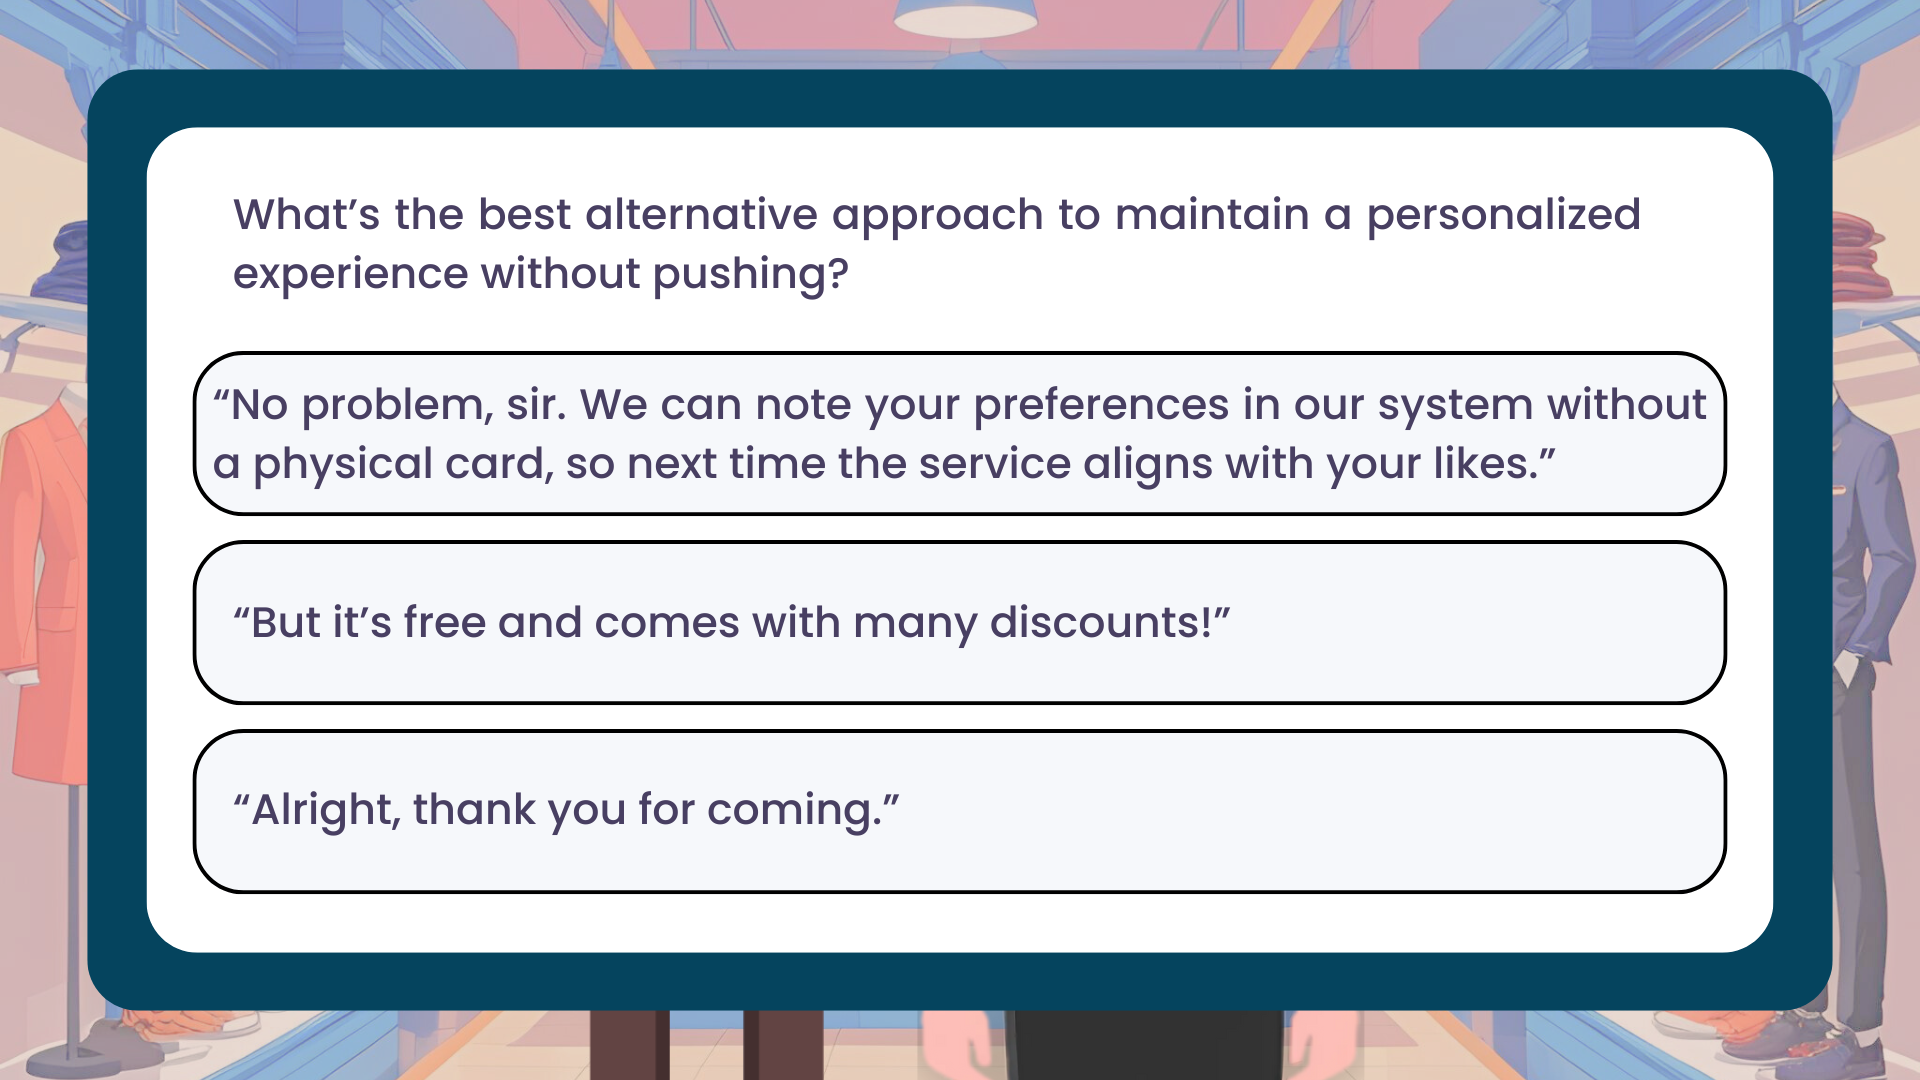 What’s the best alternative approach to maintain a personalized
experience without pushing?
“No problem, sir. We can note your preferences in our system without
a physical card, so next time the service aligns with your likes.”
“But it’s free and comes with many discounts!”
“Alright, thank you for coming.”